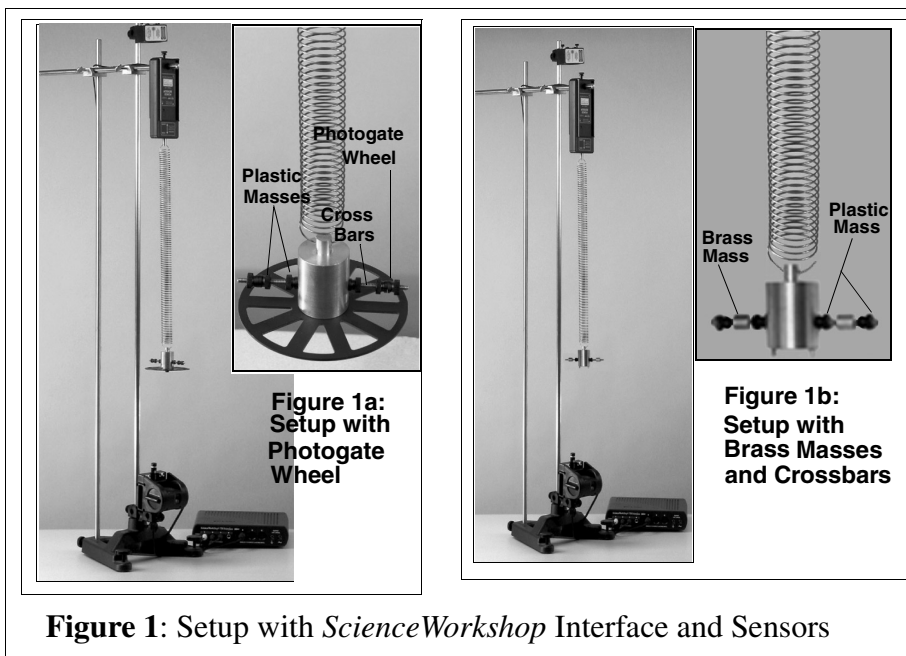 Photogate
Wheel
Plastic
Masses
Cross
Bars
Figure 1a:
Setup with
Photogate
Wheel
Brass
Mass
Plastic
Mass
Figure 1b:
Setup with
Brass Masses
and Crossbars
Figure 1: Setup with ScienceWorkshop Interface and Sensors